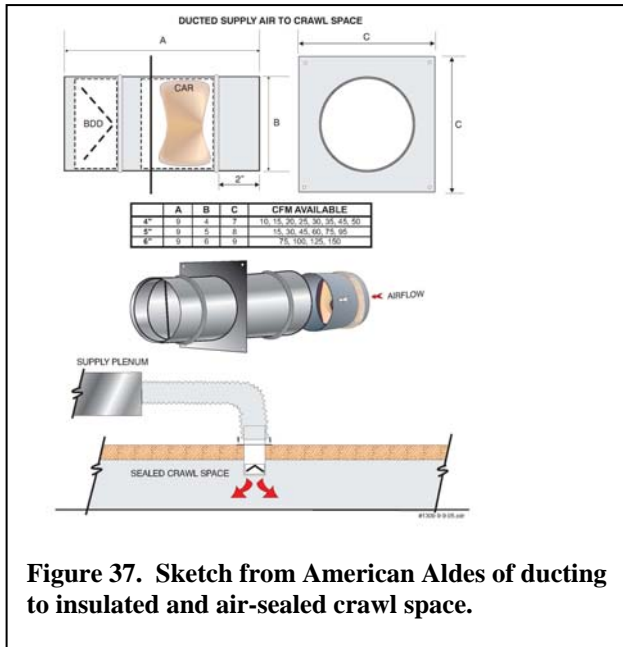 DUCTED SUPPLY AIR TO CRAWL SPACE
A
C
CAR
BDD
B
C
2"
A B C CFM AVAILABLE
4" 9 4 7 10, 15, 20, 25, 30, 35, 45, 50
5" 9 5 8 15, 30, 45, 60, 75, 95
6" 9 6 9 75, 100, 125, 150
AIRFLOW
SUPPLY PLENUM
SEALED CRAWL SPACE
Figure 37. Sketch from American Aldes of ducting
to insulated and air-sealed crawl space.